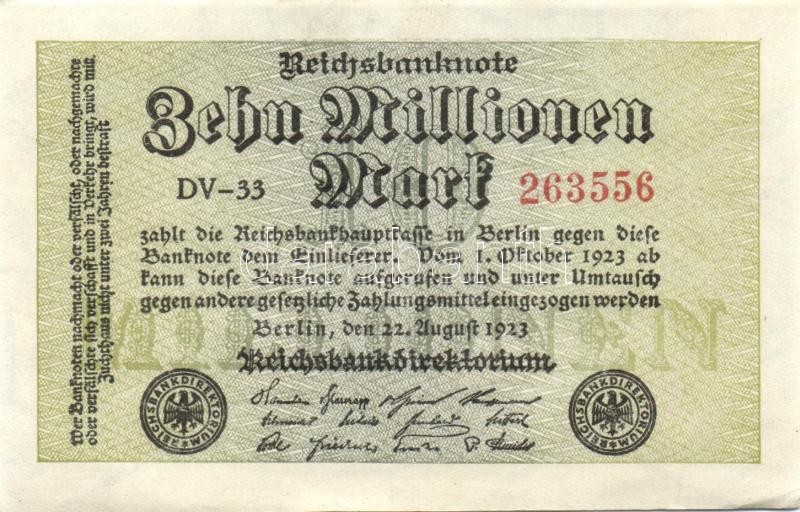 Reichsbanknote
Zehn Millionen
Mark
DV-33
263556
zahlt die Reichsbankhauptkasse in Berlin gegen diese
Banknote dem Einlieferer. Vom 1. Oktober 1923 ab
kann diese Banknote aufgerufen und unter Umtausch
gegen andere gesetzliche Zahlungsmittel eingezogen werden
Berlin, den 22. August 1923
Reichsbankdirektorium
Wer Banknoten nachmacht oder verfälscht, oder nachgemachte
oder verfälschte sich verschafft und in Verkehr bringt, wird mit
Zuchthaus nicht unter zwei Jahren bestraft
REICHSBANKDIREKTORIUM
REICHSBANKDIREKTORIUM